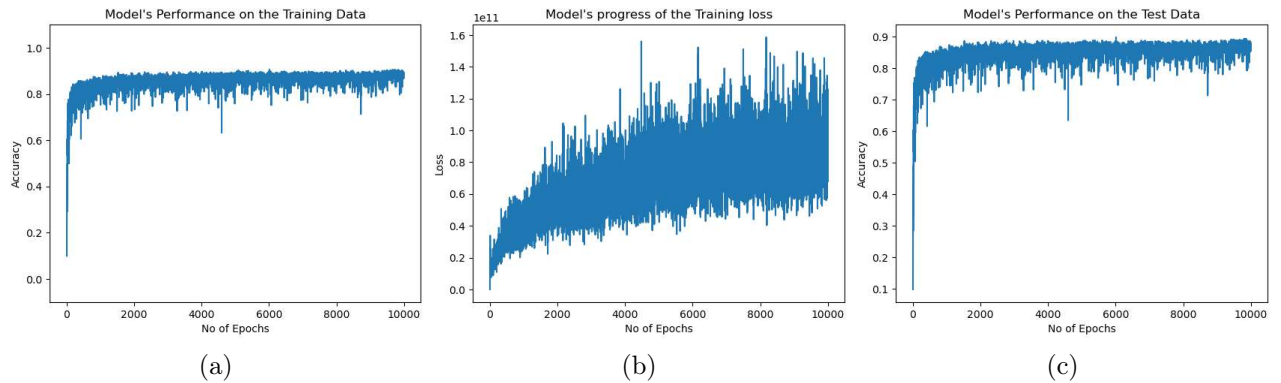 Model's Performance on the Training Data
1.0
0.8
0.6
0.4
0.2
0.0
Accuracy
0 2000 4000 6000 8000 10000
No of Epochs
(a)
Model's progress of the Training loss
1e11
1.6
1.4
1.2
1.0
0.8
0.6
0.4
0.2
0.0
Loss
0 2000 4000 6000 8000 10000
No of Epochs
(b)
Model's Performance on the Test Data
0.9
0.8
0.7
0.6
0.5
0.4
0.3
0.2
0.1
Accuracy
0 2000 4000 6000 8000 10000
No of Epochs
(c)